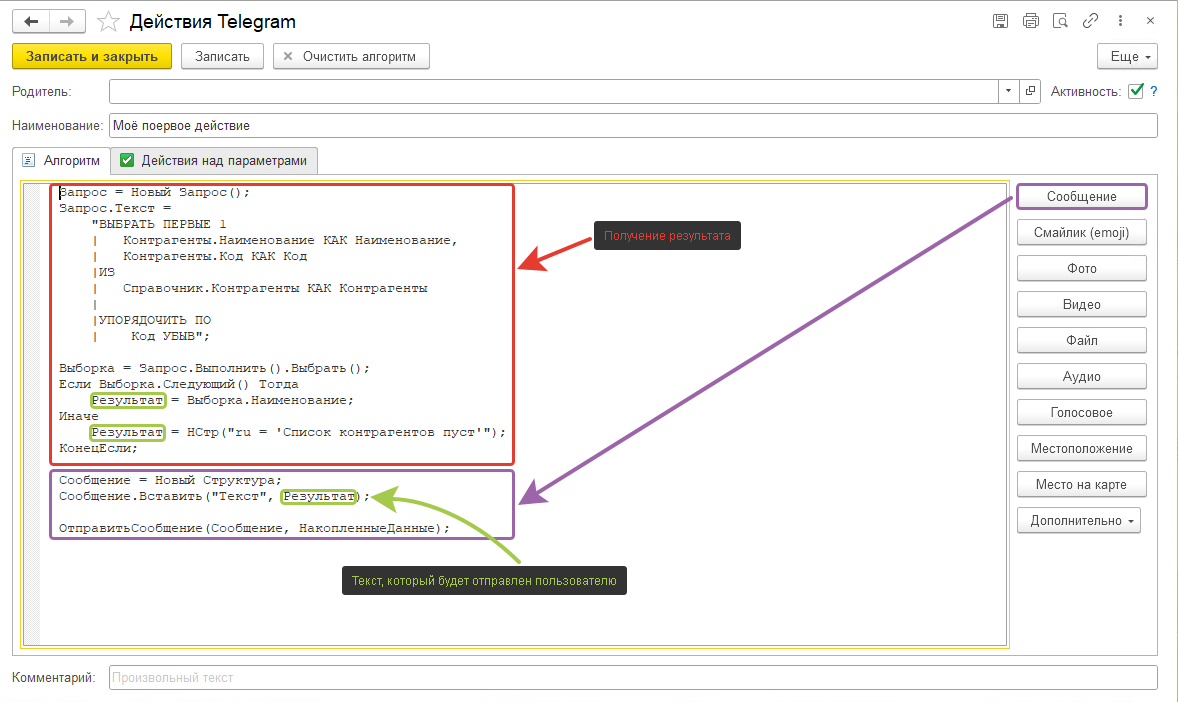 Действия Telegram
Записать и закрыть
Записать
Очистить алгоритм
Еще
Родитель:
Активность: ?
Наименование: Моё поервое действие
Алгоритм
Действия над параметрами
Запрос = Новый Запрос();
Запрос.Текст =
"ВЫБРАТЬ ПЕРВЫЕ 1
| Контрагенты.Наименование КАК Наименование,
| Контрагенты.Код КАК Код
|ИЗ
| Справочник.Контрагенты КАК Контрагенты
|
|УПОРЯДОЧИТЬ ПО
| Код УБЫВ";
Выборка = Запрос.Выполнить().Выбрать();
Если Выборка.Следующий() Тогда
Результат = Выборка.Наименование;
Иначе
Результат = НСтр("ru = 'Список контрагентов пуст'");
КонецЕсли;
Сообщение = Новый Структура;
Сообщение.Вставить("Текст", Результат);
ОтправитьСообщение(Сообщение, НакопленныеДанные);
Получение результата
Текст, который будет отправлен пользователю
Сообщение
Смайлик (emoji)
Фото
Видео
Файл
Аудио
Голосовое
Местоположение
Место на карте
Дополнительно
Комментарий: Произвольный текст